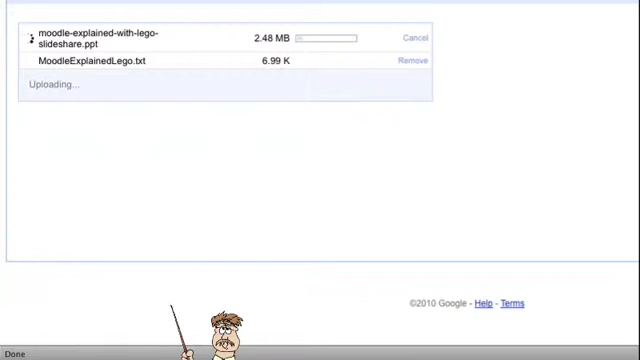 moodle-explained-with-lego-
slideshare.ppt 2.48 MB Cancel
MoodleExplainedLego.txt 6.99 K Remove
Uploading...
©2010 Google - Help - Terms
Done